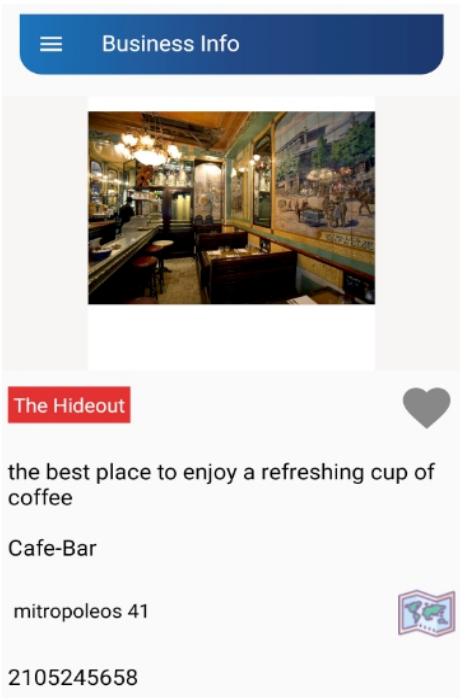 Business Info
The Hideout
the best place to enjoy a refreshing cup of
coffee
Cafe-Bar
mitropoleos 41
2105245658